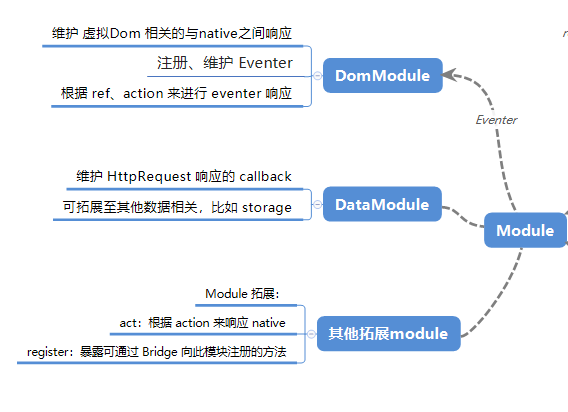 维护 虚拟Dom 相关的与native之间响应
注册、维护 Eventer
根据 ref、action 来进行 eventer 响应
DomModule
r
Eventer
维护 HttpRequest 响应的 callback
可拓展至其他数据相关，比如 storage
DataModule
Module
Module 拓展：
act：根据 action 来响应 native
register：暴露可通过 Bridge 向此模块注册的方法
其他拓展module